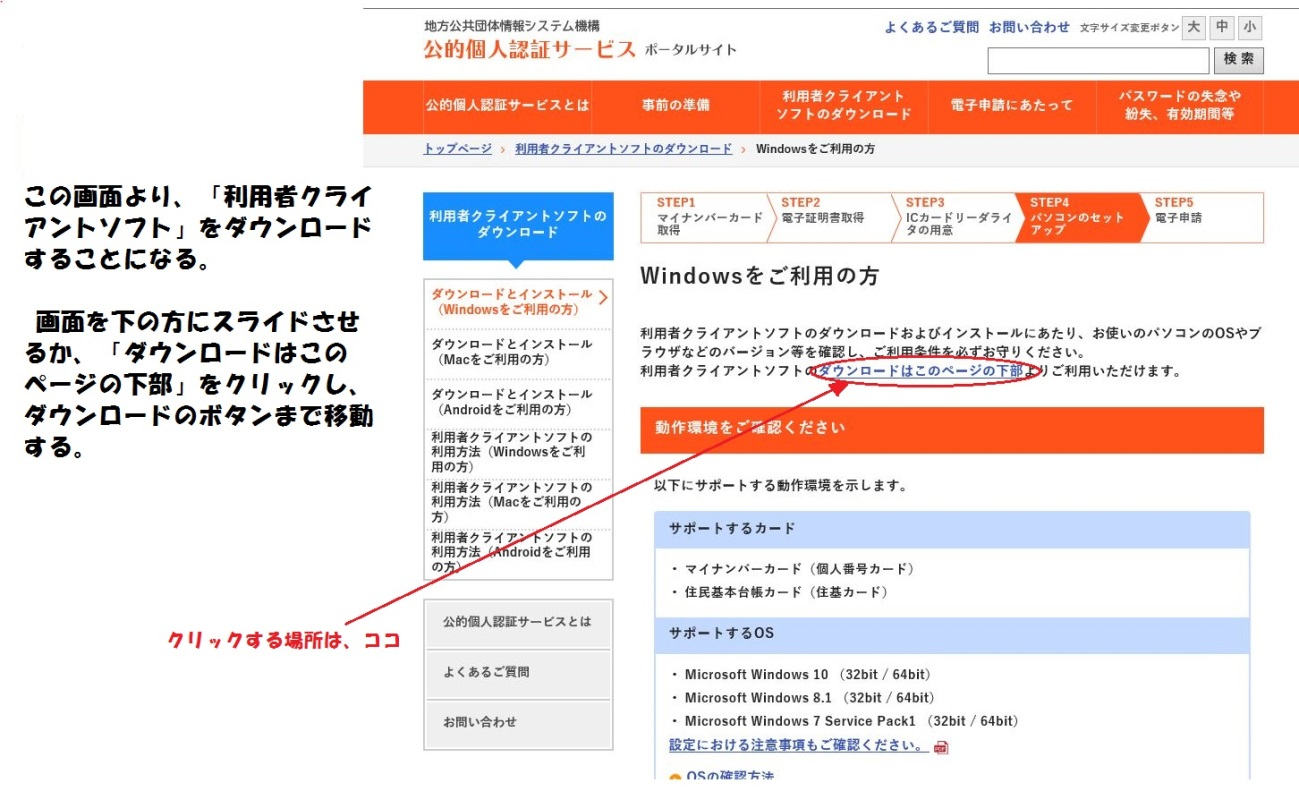 地方公共団体情報システム機構
公的個人認証サービス ポータルサイト
よくあるご質問 お問い合わせ 文字サイズ変更ボタン 大 中 小
検索
公的個人認証サービスとは
事前の準備
利用者クライアント
ソフトのダウンロード
電子申請にあたって
パスワードの失念や
紛失、有効期間等
トップページ › 利用者クライアントソフトのダウンロード › Windowsをご利用の方
この画面より、「利用者クライ
アントソフト」をダウンロード
することになる。
画面を下の方にスライドさせ
るか、「ダウンロードはこの
ページの下部」をクリックし、
ダウンロードのボタンまで移動
する。
クリックする場所は、ココ
利用者クライアントソフトの
ダウンロード
ダウンロードとインストール
（Windowsをご利用の方）
ダウンロードとインストール
（Macをご利用の方）
ダウンロードとインストール
（Androidをご利用の方）
利用者クライアントソフトの
利用方法（Windowsをご利
用の方）
利用者クライアントソフトの
利用方法（Macをご利用の
方）
利用者クライアントソフトの
利用方法（Androidをご利用
の方）
公的個人認証サービスとは
よくあるご質問
お問い合わせ
STEP1
マイナンバーカード
取得
STEP2
電子証明書取得
STEP3
ICカードリーダライ
タの用意
STEP4
パソコンのセット
アップ
STEP5
電子申請
Windowsをご利用の方
利用者クライアントソフトのダウンロードおよびインストールにあたり、お使いのパソコンのOSやブ
ラウザなどのバージョン等を確認し、ご利用条件を必ずお守りください。
利用者クライアントソフトのダウンロードはこのページの下部よりご利用いただけます。
動作環境をご確認ください
以下にサポートする動作環境を示します。
サポートするカード
・マイナンバーカード（個人番号カード）
・住民基本台帳カード（住基カード）
サポートするOS
・Microsoft Windows 10 （32bit / 64bit）
・Microsoft Windows 8.1 （32bit / 64bit）
・Microsoft Windows 7 Service Pack1 （32bit / 64bit）
設定における注意事項もご確認ください。
OSの確認方法